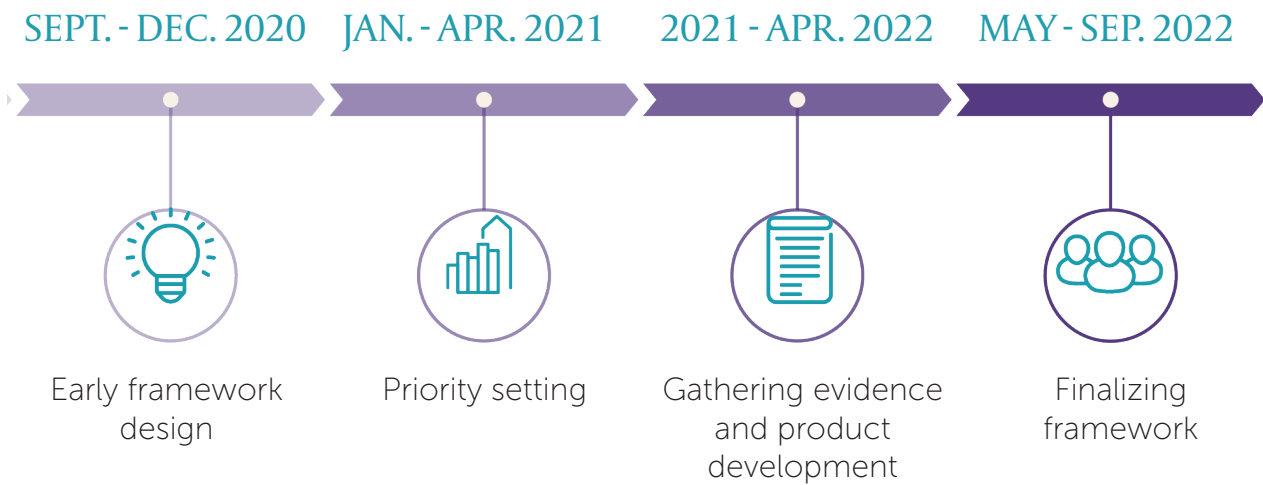 SEPT. - DEC. 2020
JAN. - APR. 2021
2021 - APR. 2022
MAY - SEP. 2022
Early framework
design
Priority setting
Gathering evidence
and product
development
Finalizing
framework